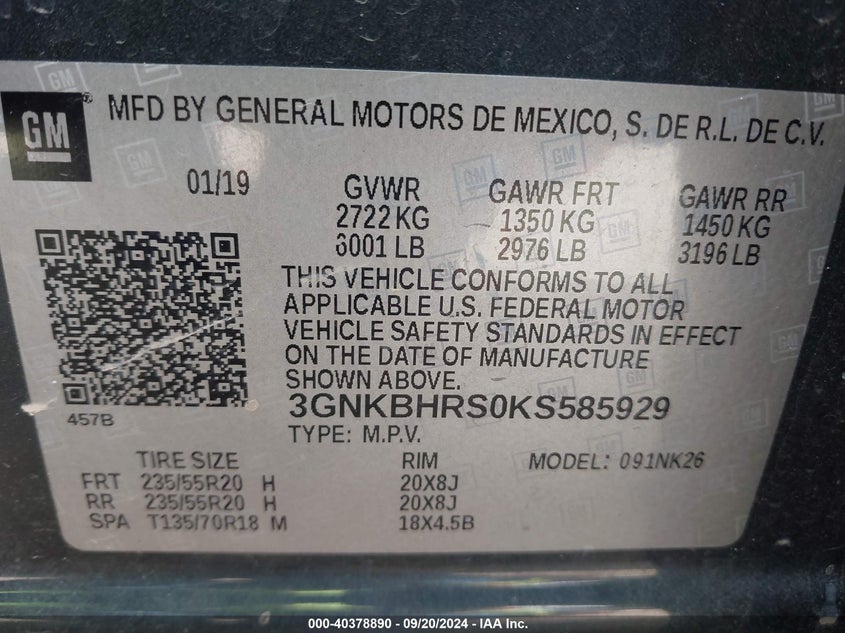 GM
MFD BY GENERAL MOTORS DE MEXICO, S. DE R.L. DE C.V.
01/19 GVWR GAWR FRT GAWR RR
2722 KG 1350 KG 1450 KG
6001 LB 2976 LB 3196 LB
THIS VEHICLE CONFORMS TO ALL
APPLICABLE U.S. FEDERAL MOTOR
VEHICLE SAFETY STANDARDS IN EFFECT
ON THE DATE OF MANUFACTURE
SHOWN ABOVE.
457B
3GNKBHRS0KS585929
TYPE: M.P.V.
TIRE SIZE RIM MODEL: 091NK26
FRT 235/55R20 H 20X8J
RR 235/55R20 H 20X8J
SPA T135/70R18 M 18X4.5B
000-40378890 - 09/20/2024 - IAA Inc.